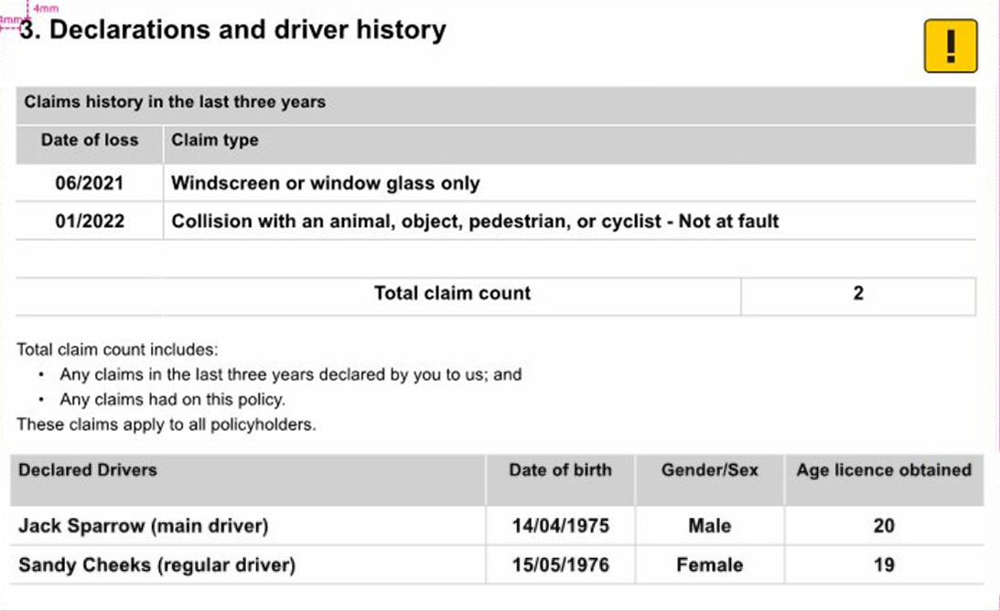 4mm
4mm
3. Declarations and driver history
!
Claims history in the last three years
Date of loss Claim type
06/2021 Windscreen or window glass only
01/2022 Collision with an animal, object, pedestrian, or cyclist - Not at fault
Total claim count 2
Total claim count includes:
• Any claims in the last three years declared by you to us; and
• Any claims had on this policy.
These claims apply to all policyholders.
Declared Drivers Date of birth Gender/Sex Age licence obtained
Jack Sparrow (main driver) 14/04/1975 Male 20
Sandy Cheeks (regular driver) 15/05/1976 Female 19